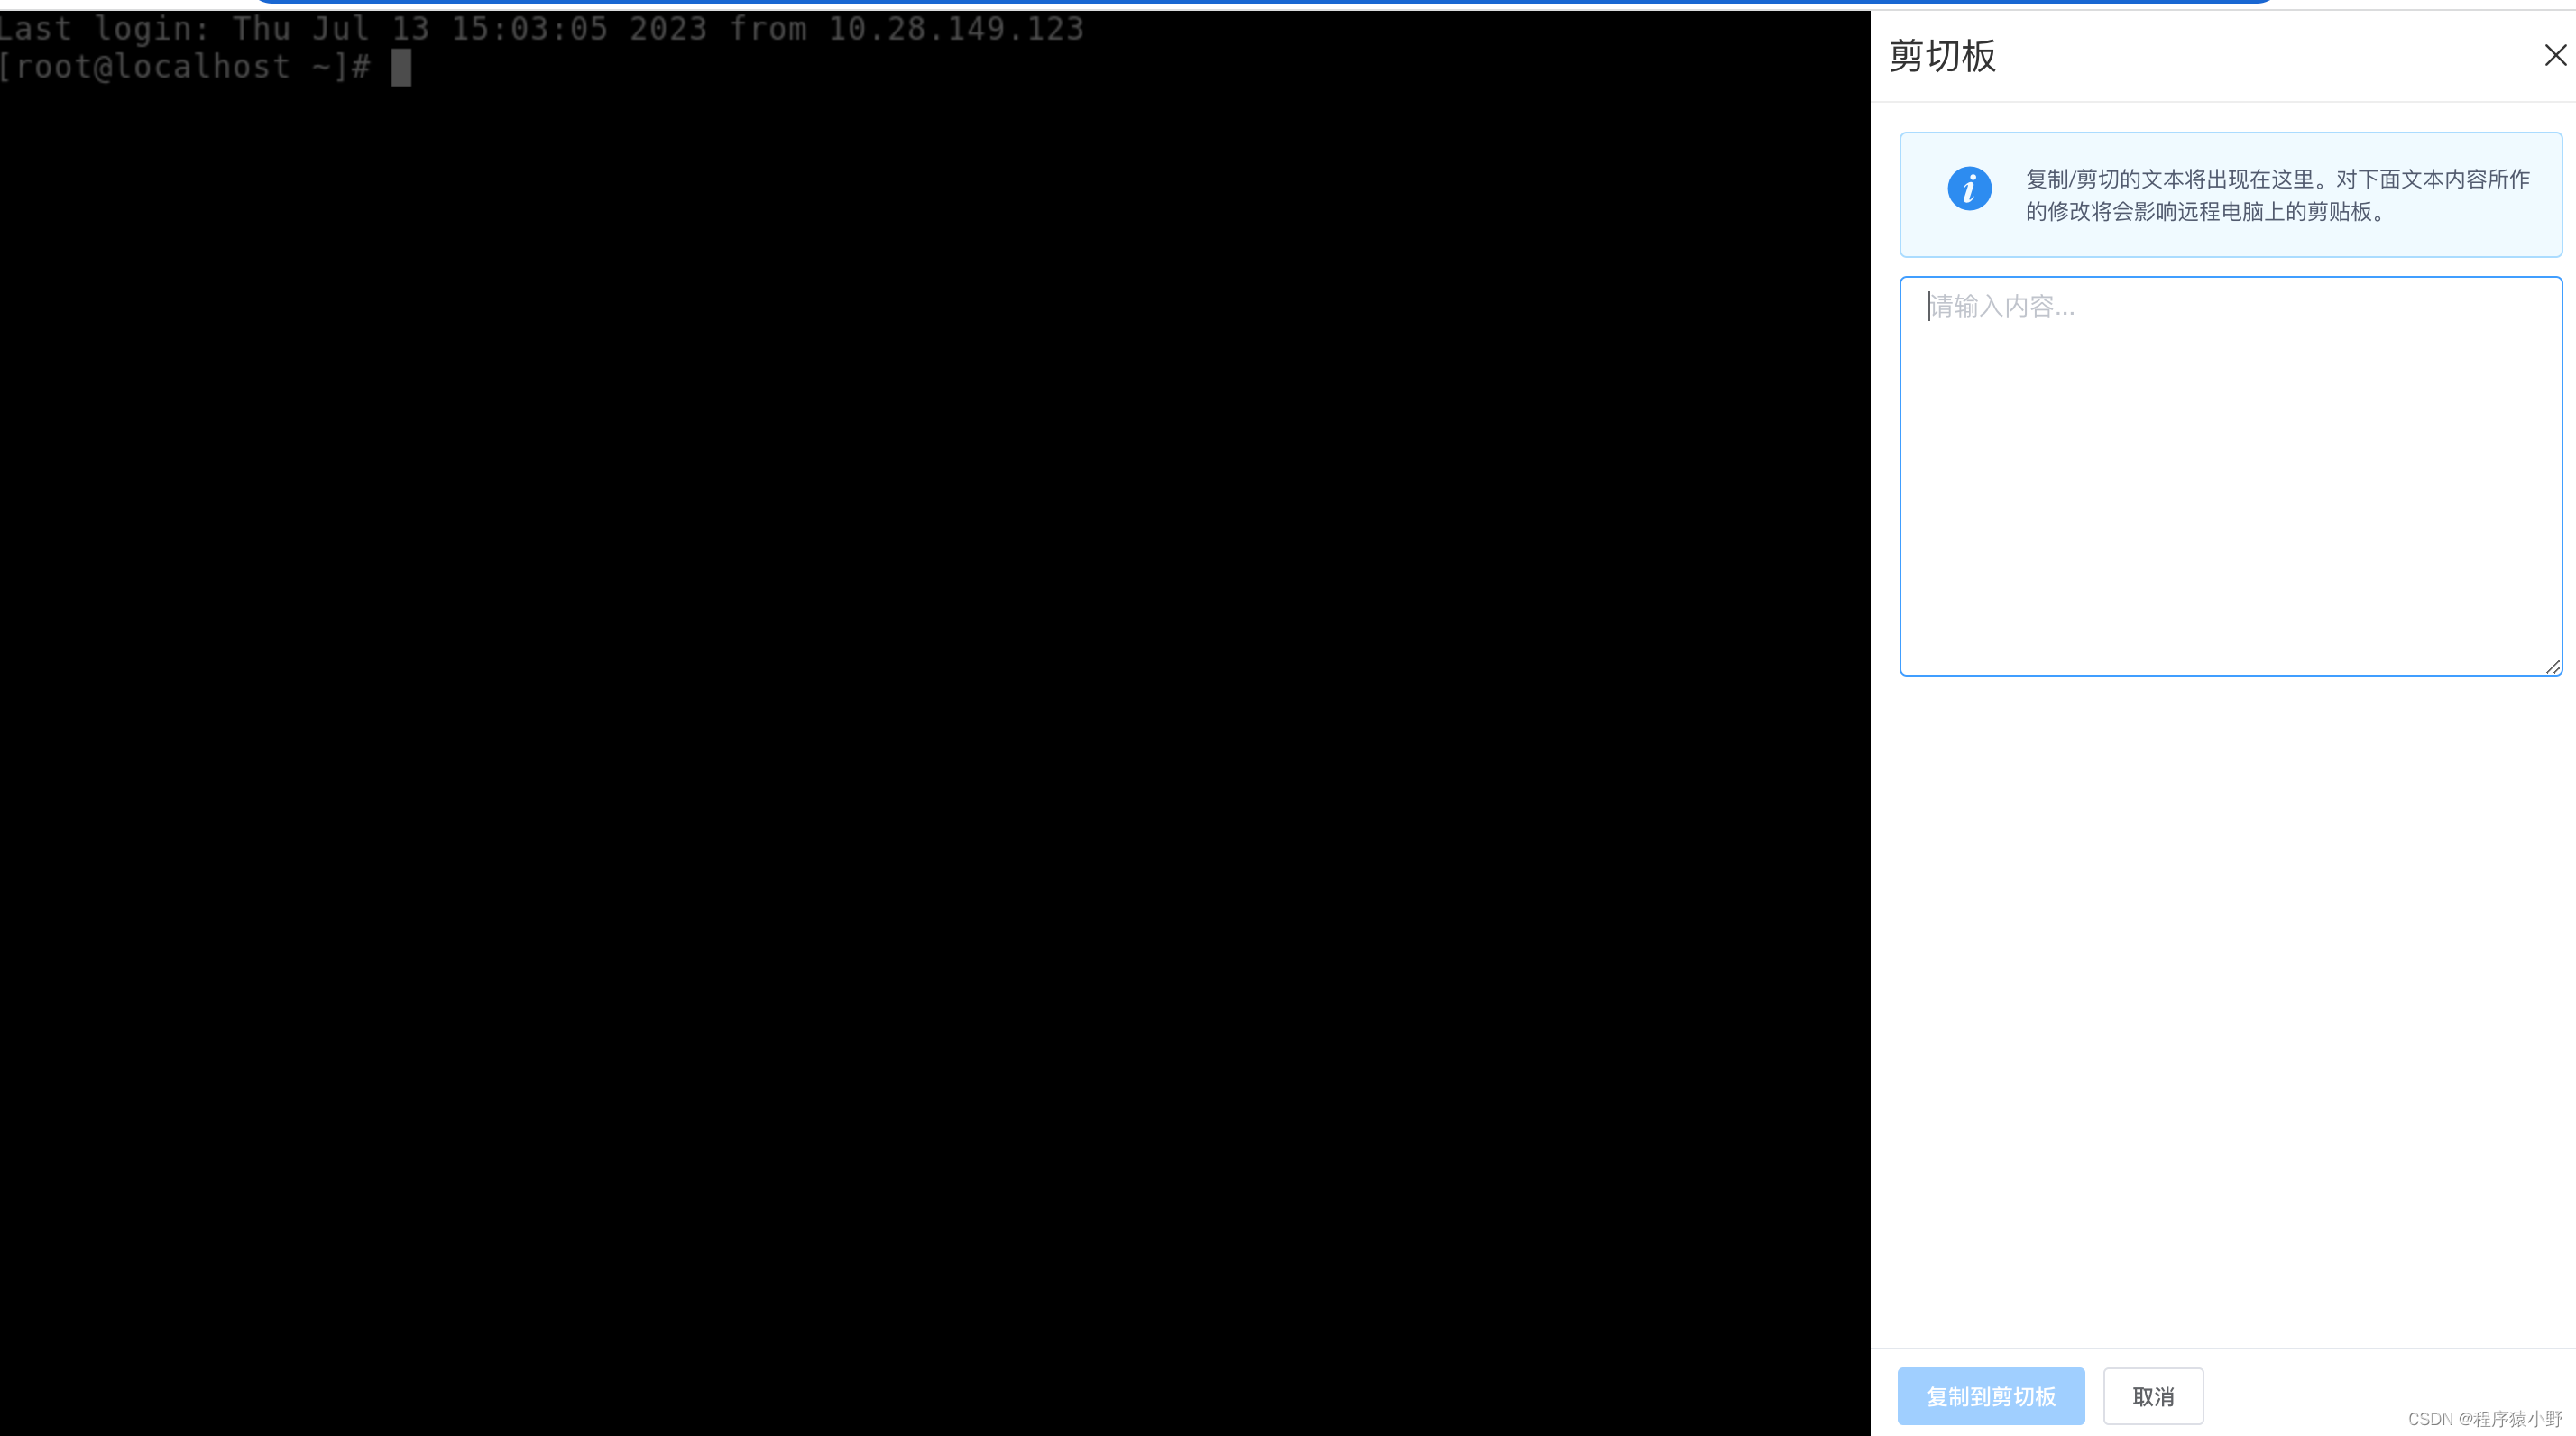 Last login: Thu Jul 13 15:03:05 2023 from 10.28.149.123
[root@localhost ~]#
剪切板
复制/剪切的文本将出现在这里。对下面文本内容所作
的修改将会影响远程电脑上的剪贴板。
请输入内容...
复制到剪切板
取消
CSDN @程序猿小野